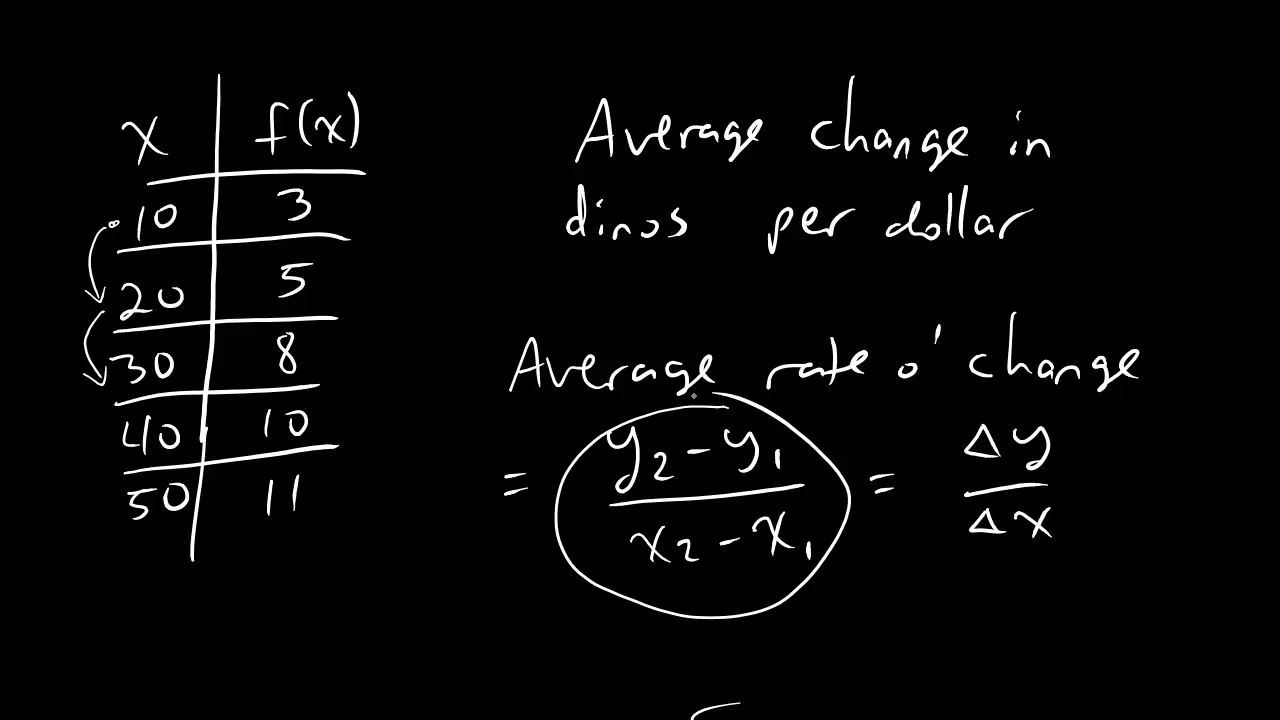 x f(x)
10 3
20 5
30 8
40 10
50 11
Average change in
dinos per dollar
Average rate o' change
= y₂ - y₁ / x₂ - x₁ = Δy / Δx